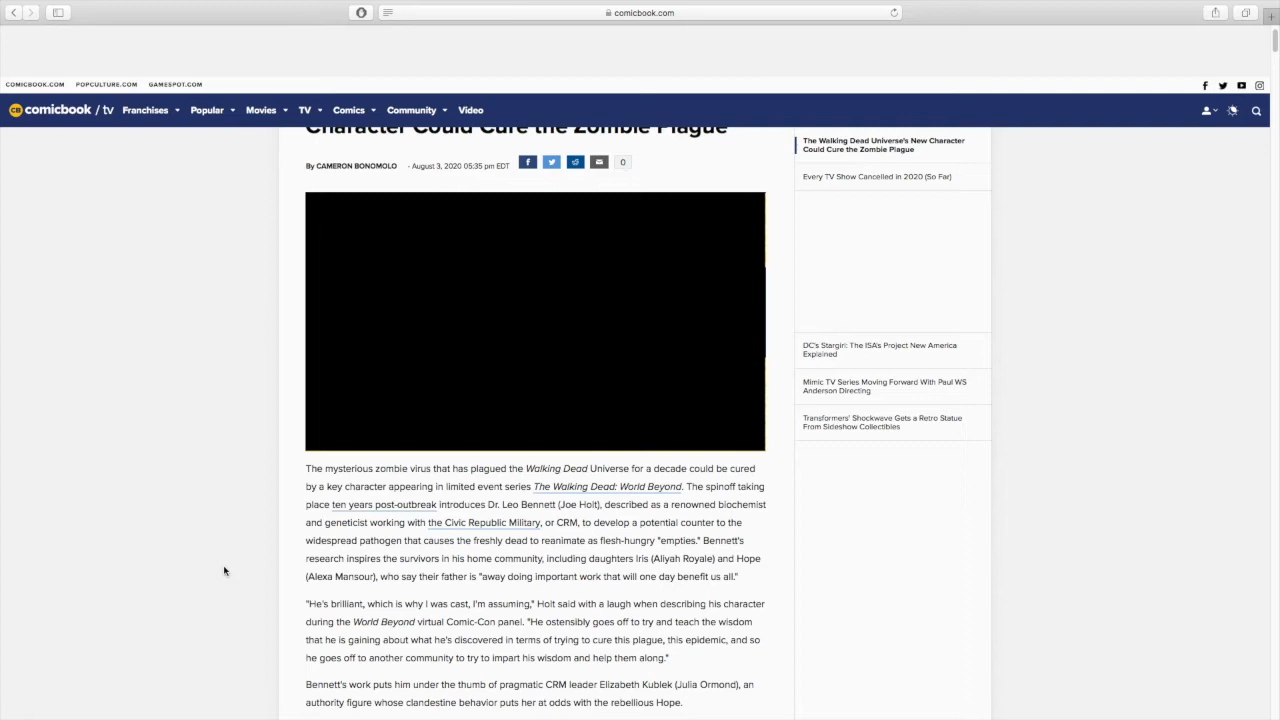 comicbook.com
COMICBOOK.COM POPCULTURE.COM GAMESPOT.COM
CB comicbook / tv Franchises Popular Movies TV Comics Community Video
Character Could Cure the Zombie Plague
By CAMERON BONOMOLO - August 3, 2020 05:35 pm EDT 0
The mysterious zombie virus that has plagued the Walking Dead Universe for a decade could be cured
by a key character appearing in limited event series The Walking Dead: World Beyond. The spinoff taking
place ten years post-outbreak introduces Dr. Leo Bennett (Joe Holt), described as a renowned biochemist
and geneticist working with the Civic Republic Military, or CRM, to develop a potential counter to the
widespread pathogen that causes the freshly dead to reanimate as flesh-hungry "empties." Bennett's
research inspires the survivors in his home community, including daughters Iris (Aliyah Royale) and Hope
(Alexa Mansour), who say their father is "away doing important work that will one day benefit us all."
"He's brilliant, which is why I was cast, I'm assuming," Holt said with a laugh when describing his character
during the World Beyond virtual Comic-Con panel. "He ostensibly goes off to try and teach the wisdom
that he is gaining about what he's discovered in terms of trying to cure this plague, this epidemic, and so
he goes off to another community to try to impart his wisdom and help them along."
Bennett's work puts him under the thumb of pragmatic CRM leader Elizabeth Kublek (Julia Ormond), an
authority figure whose clandestine behavior puts her at odds with the rebellious Hope.
The Walking Dead Universe's New Character
Could Cure the Zombie Plague
Every TV Show Cancelled in 2020 (So Far)
DC's Stargirl: The ISA's Project New America
Explained
Mimic TV Series Moving Forward With Paul WS
Anderson Directing
Transformers' Shockwave Gets a Retro Statue
From Sideshow Collectibles